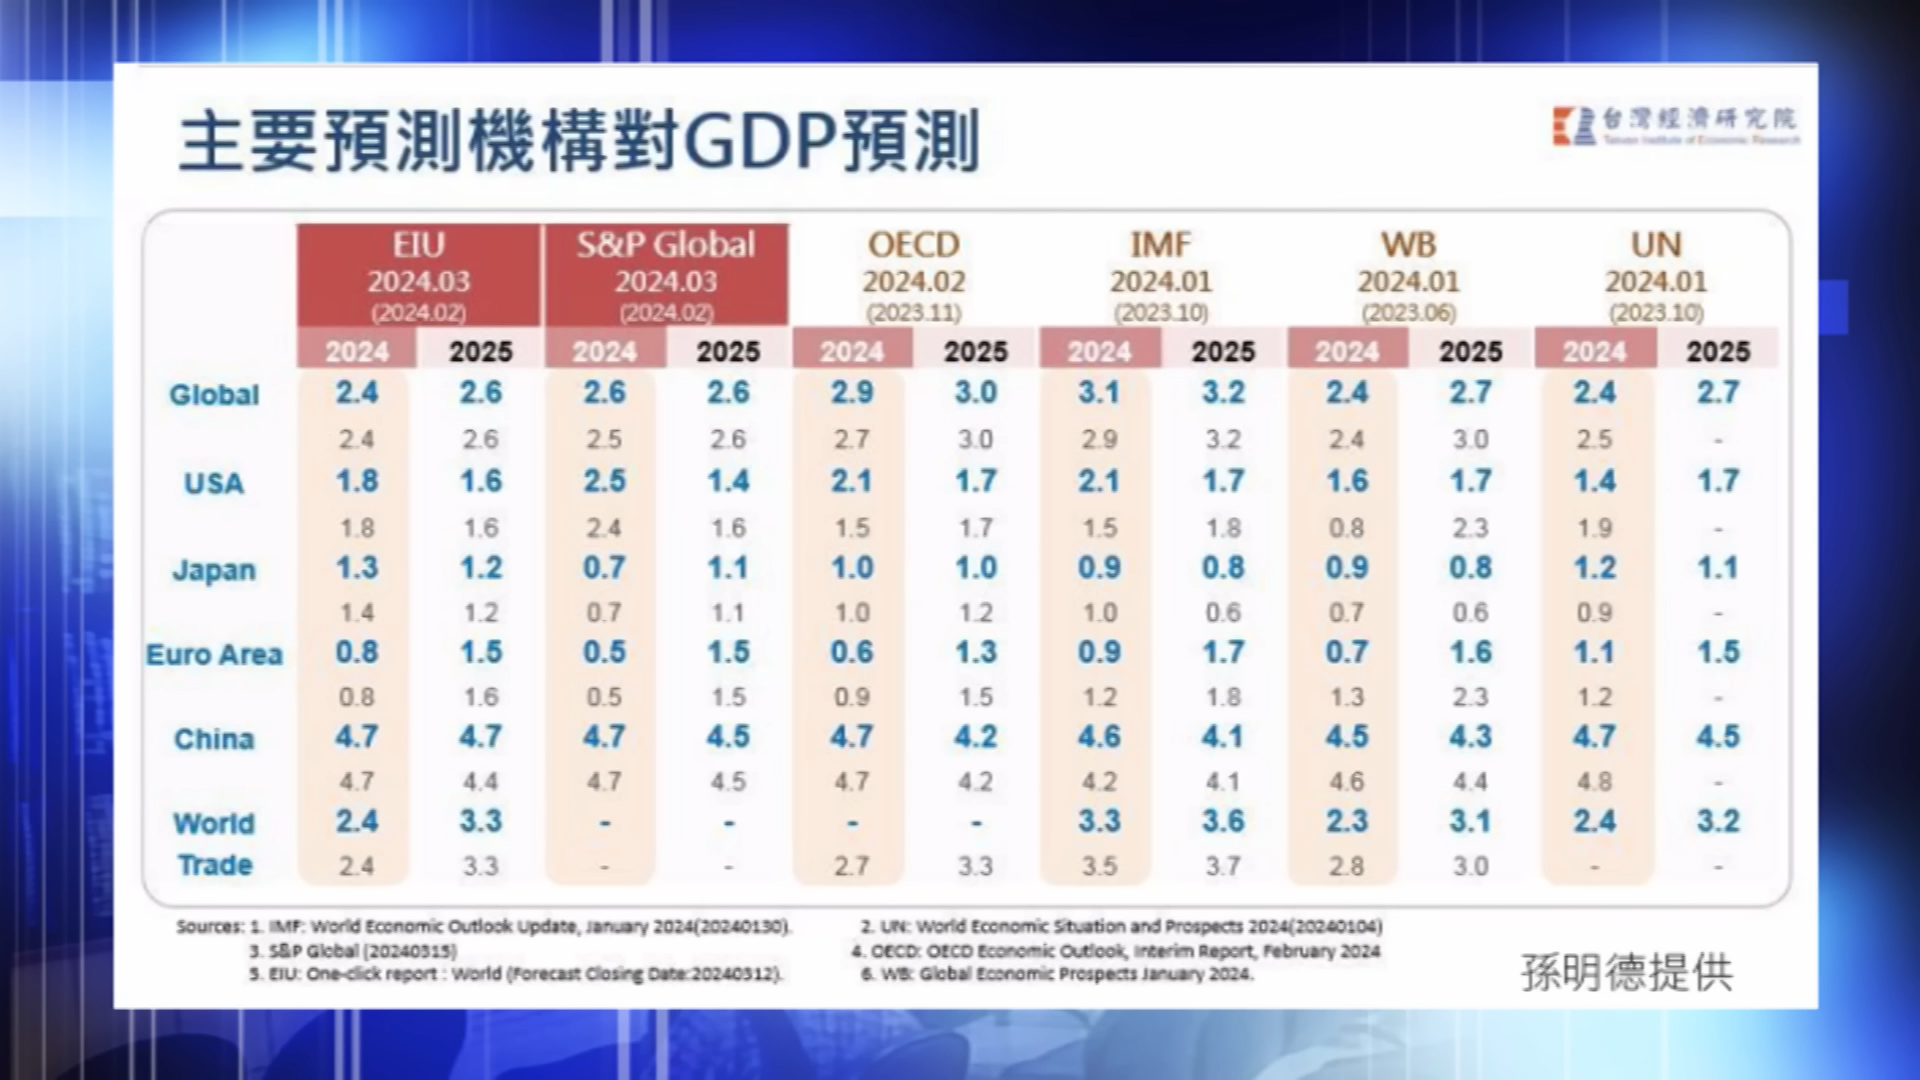 主要預測機構對GDP預測
台灣經濟研究院
Taiwan Institute of Economic Research
EIU S&P Global OECD IMF WB UN
2024.03 2024.03 2024.02 2024.01 2024.01 2024.01
(2024.02) (2024.02) (2023.11) (2023.10) (2023.06) (2023.10)
2024 2025 2024 2025 2024 2025 2024 2025 2024 2025 2024 2025
Global 2.4 2.6 2.6 2.6 2.9 3.0 3.1 3.2 2.4 2.7 2.4 2.7
2.4 2.6 2.5 2.6 2.7 3.0 2.9 3.2 2.4 3.0 2.5 -
USA 1.8 1.6 2.5 1.4 2.1 1.7 2.1 1.7 1.6 1.7 1.4 1.7
1.8 1.6 2.4 1.6 1.5 1.7 1.5 1.8 0.8 2.3 1.9 -
Japan 1.3 1.2 0.7 1.1 1.0 1.0 0.9 0.8 0.9 0.8 1.2 1.1
1.4 1.2 0.7 1.1 1.0 1.2 1.0 0.6 0.7 0.6 0.9 -
Euro Area 0.8 1.5 0.5 1.5 0.6 1.3 0.9 1.7 0.7 1.6 1.1 1.5
0.8 1.6 0.5 1.5 0.9 1.5 1.2 1.8 1.3 2.3 1.2 -
China 4.7 4.7 4.7 4.5 4.7 4.2 4.6 4.1 4.5 4.3 4.7 4.5
4.7 4.4 4.7 4.5 4.7 4.2 4.2 4.1 4.6 4.4 4.8 -
World 2.4 3.3 - - - - 3.3 3.6 2.3 3.1 2.4 3.2
Trade 2.4 3.3 - - 2.7 3.3 3.5 3.7 2.8 3.0 - -
Sources: 1. IMF: World Economic Outlook Update, January 2024(20240130). 2. UN: World Economic Situation and Prospects 2024(20240104)
3. S&P Global (20240315) 4. OECD: OECD Economic Outlook, Interim Report, February 2024
5. EIU: One-click report : World (Forecast Closing Date:20240312). 6. WB: Global Economic Prospects January 2024.
孫明德提供